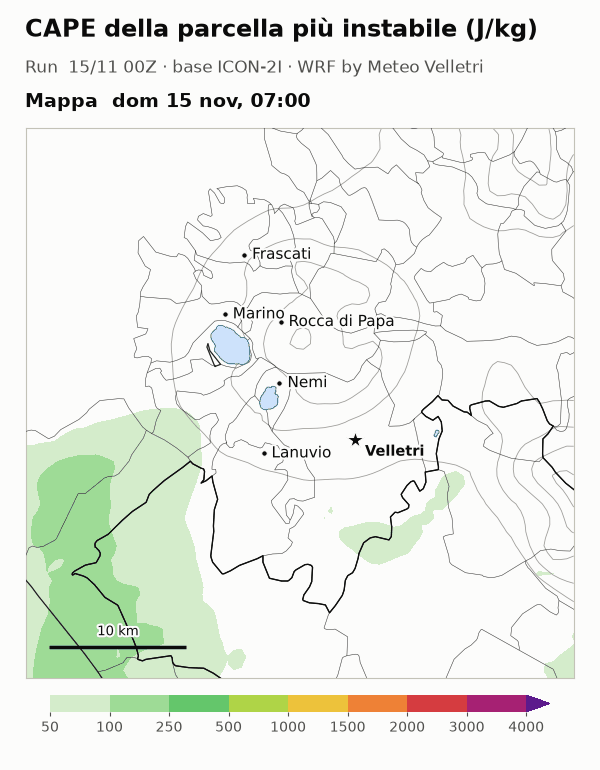 CAPE della parcella più instabile (J/kg)
Run  15/11 00Z · base ICON-2I · WRF by Meteo Velletri
Mappa  dom 15 nov, 07:00
Frascati
Marino
Rocca di Papa
Nemi
Velletri
Lanuvio
10 km
50 100 250 500 1000 1500 2000 3000 4000